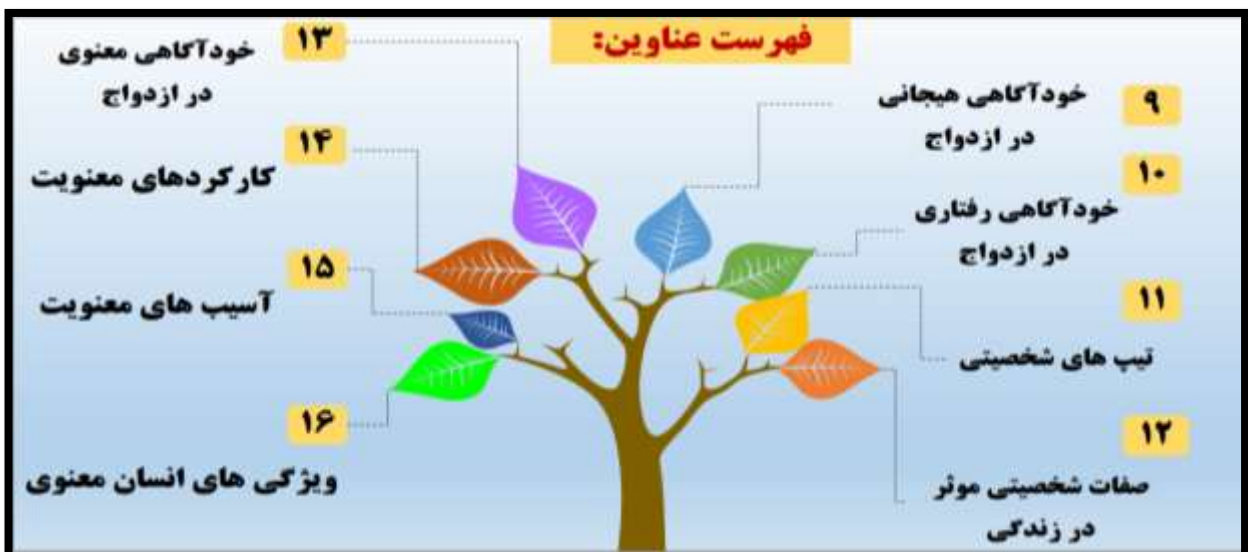 فهرست عناوین:
۹
خودآگاهی هیجانی
در ازدواج
۱۰
خودآگاهی رفتاری
در ازدواج
۱۱
تیپ های شخصیتی
۱۲
صفات شخصیتی موثر
در زندگی
۱۳
خودآگاهی معنوی
در ازدواج
۱۴
کارکردهای معنویت
۱۵
آسیب های معنویت
۱۶
ویژگی های انسان معنوی